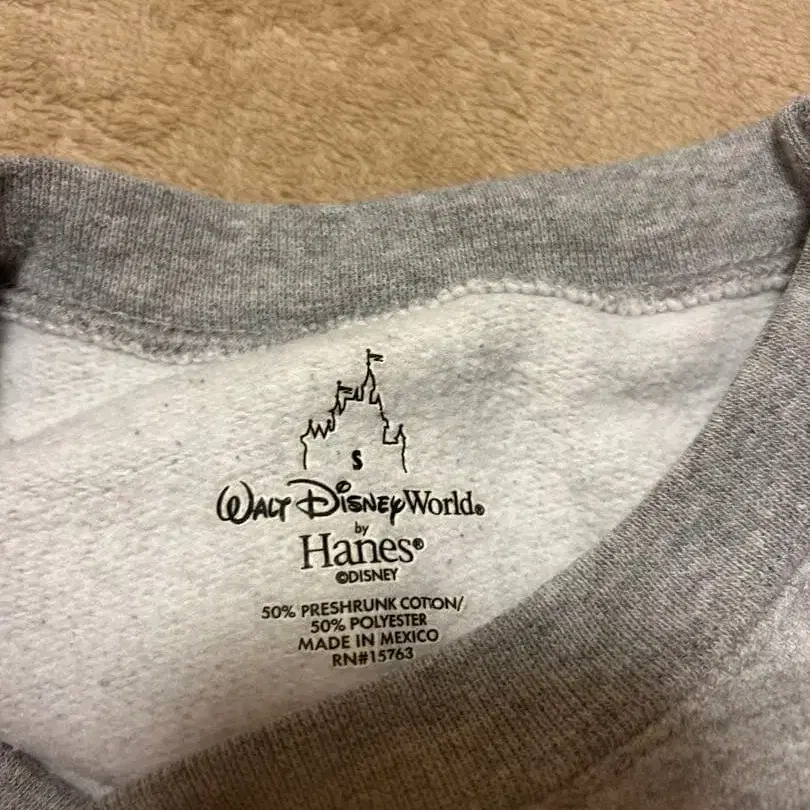 S
Walt Disney World®
by
Hanes®
©DISNEY
50% PRESHRUNK COTTON/
50% POLYESTER
MADE IN MEXICO
RN#15763